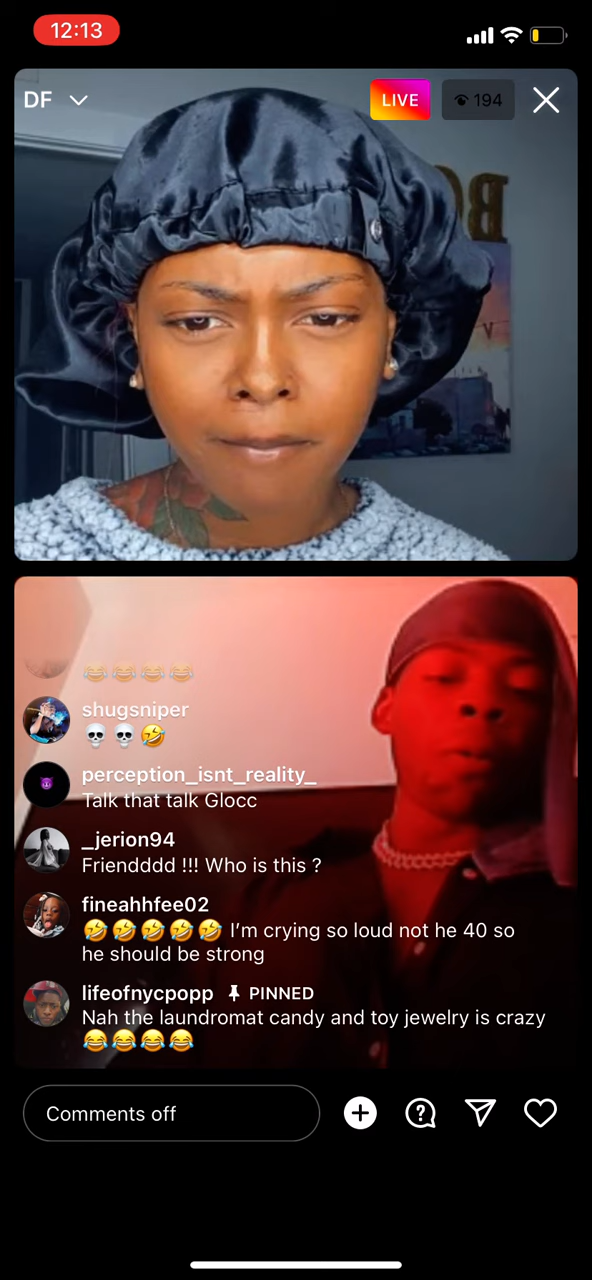 12:13
DF
LIVE
194
BO
😂😂😂😂
shugsniper
💀💀🤣
perception_isnt_reality_
Talk that talk Glocc
_jerion94
Friendddd !!! Who is this ?
fineahhfee02
🤣🤣🤣🤣🤣 I’m crying so loud not he 40 so
he should be strong
lifeofnycpopp PINNED
Nah the laundromat candy and toy jewelry is crazy
😂😂😂😂
Comments off